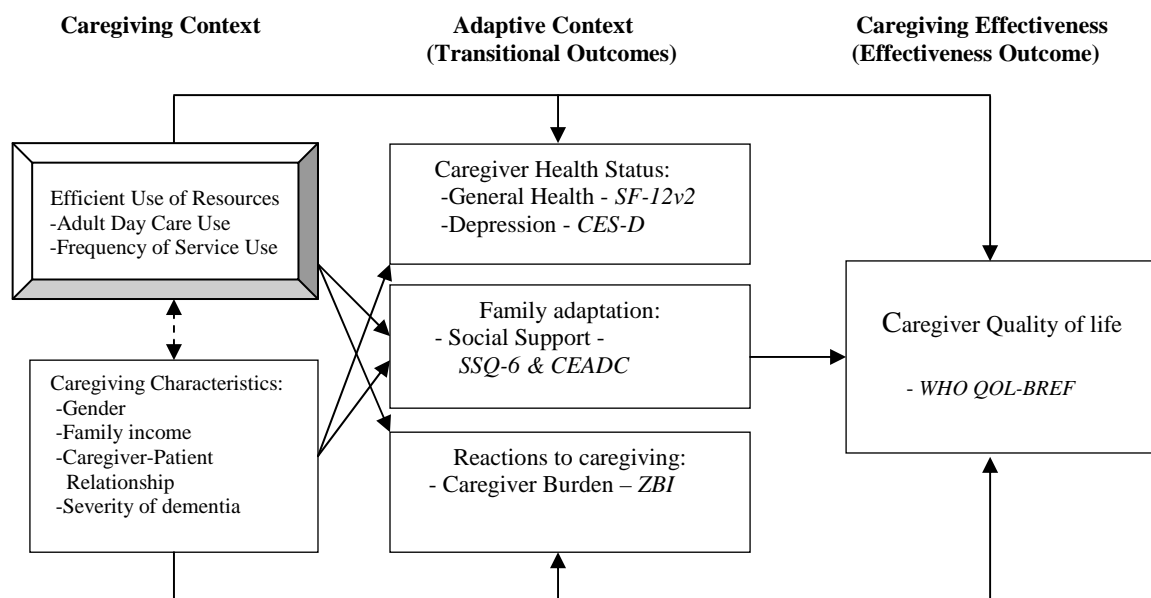 Caregiving Context
Adaptive Context
(Transitional Outcomes)
Caregiving Effectiveness
(Effectiveness Outcome)
Efficient Use of Resources
-Adult Day Care Use
-Frequency of Service Use
Caregiving Characteristics:
-Gender
-Family income
-Caregiver-Patient
Relationship
-Severity of dementia
Caregiver Health Status:
-General Health - SF-12v2
-Depression - CES-D
Family adaptation:
- Social Support -
SSQ-6 & CEADC
Reactions to caregiving:
- Caregiver Burden – ZBI
Caregiver Quality of life
- WHO QOL-BREF